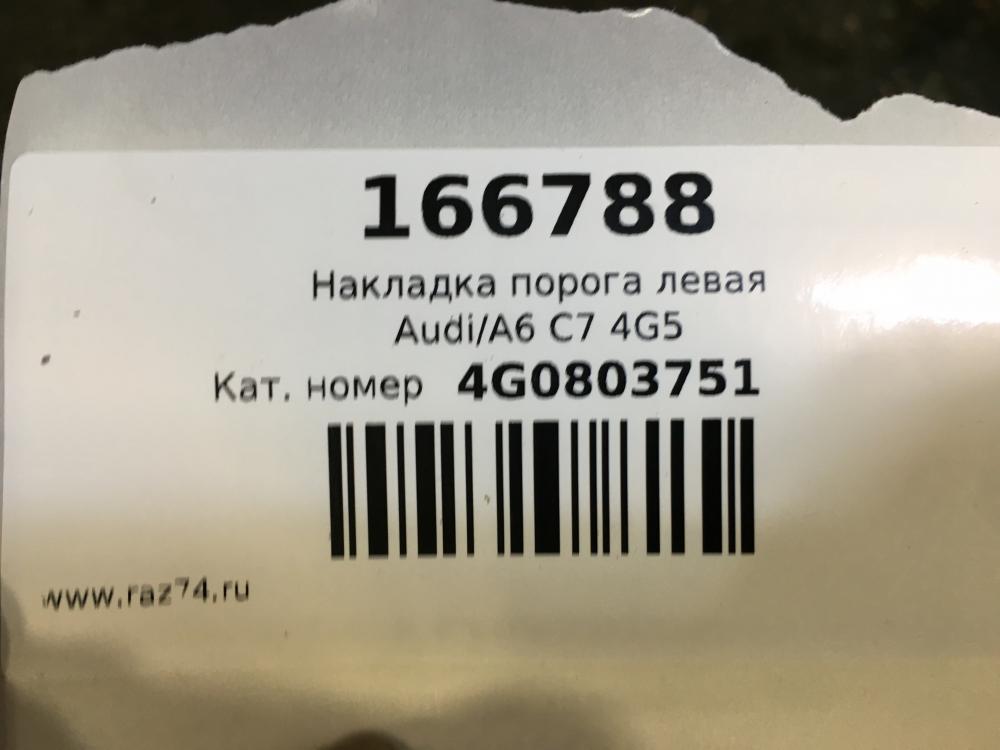 166788
Накладка порога левая
Audi/A6 C7 4G5
Кат. номер 4G0803751
www.raz74.ru